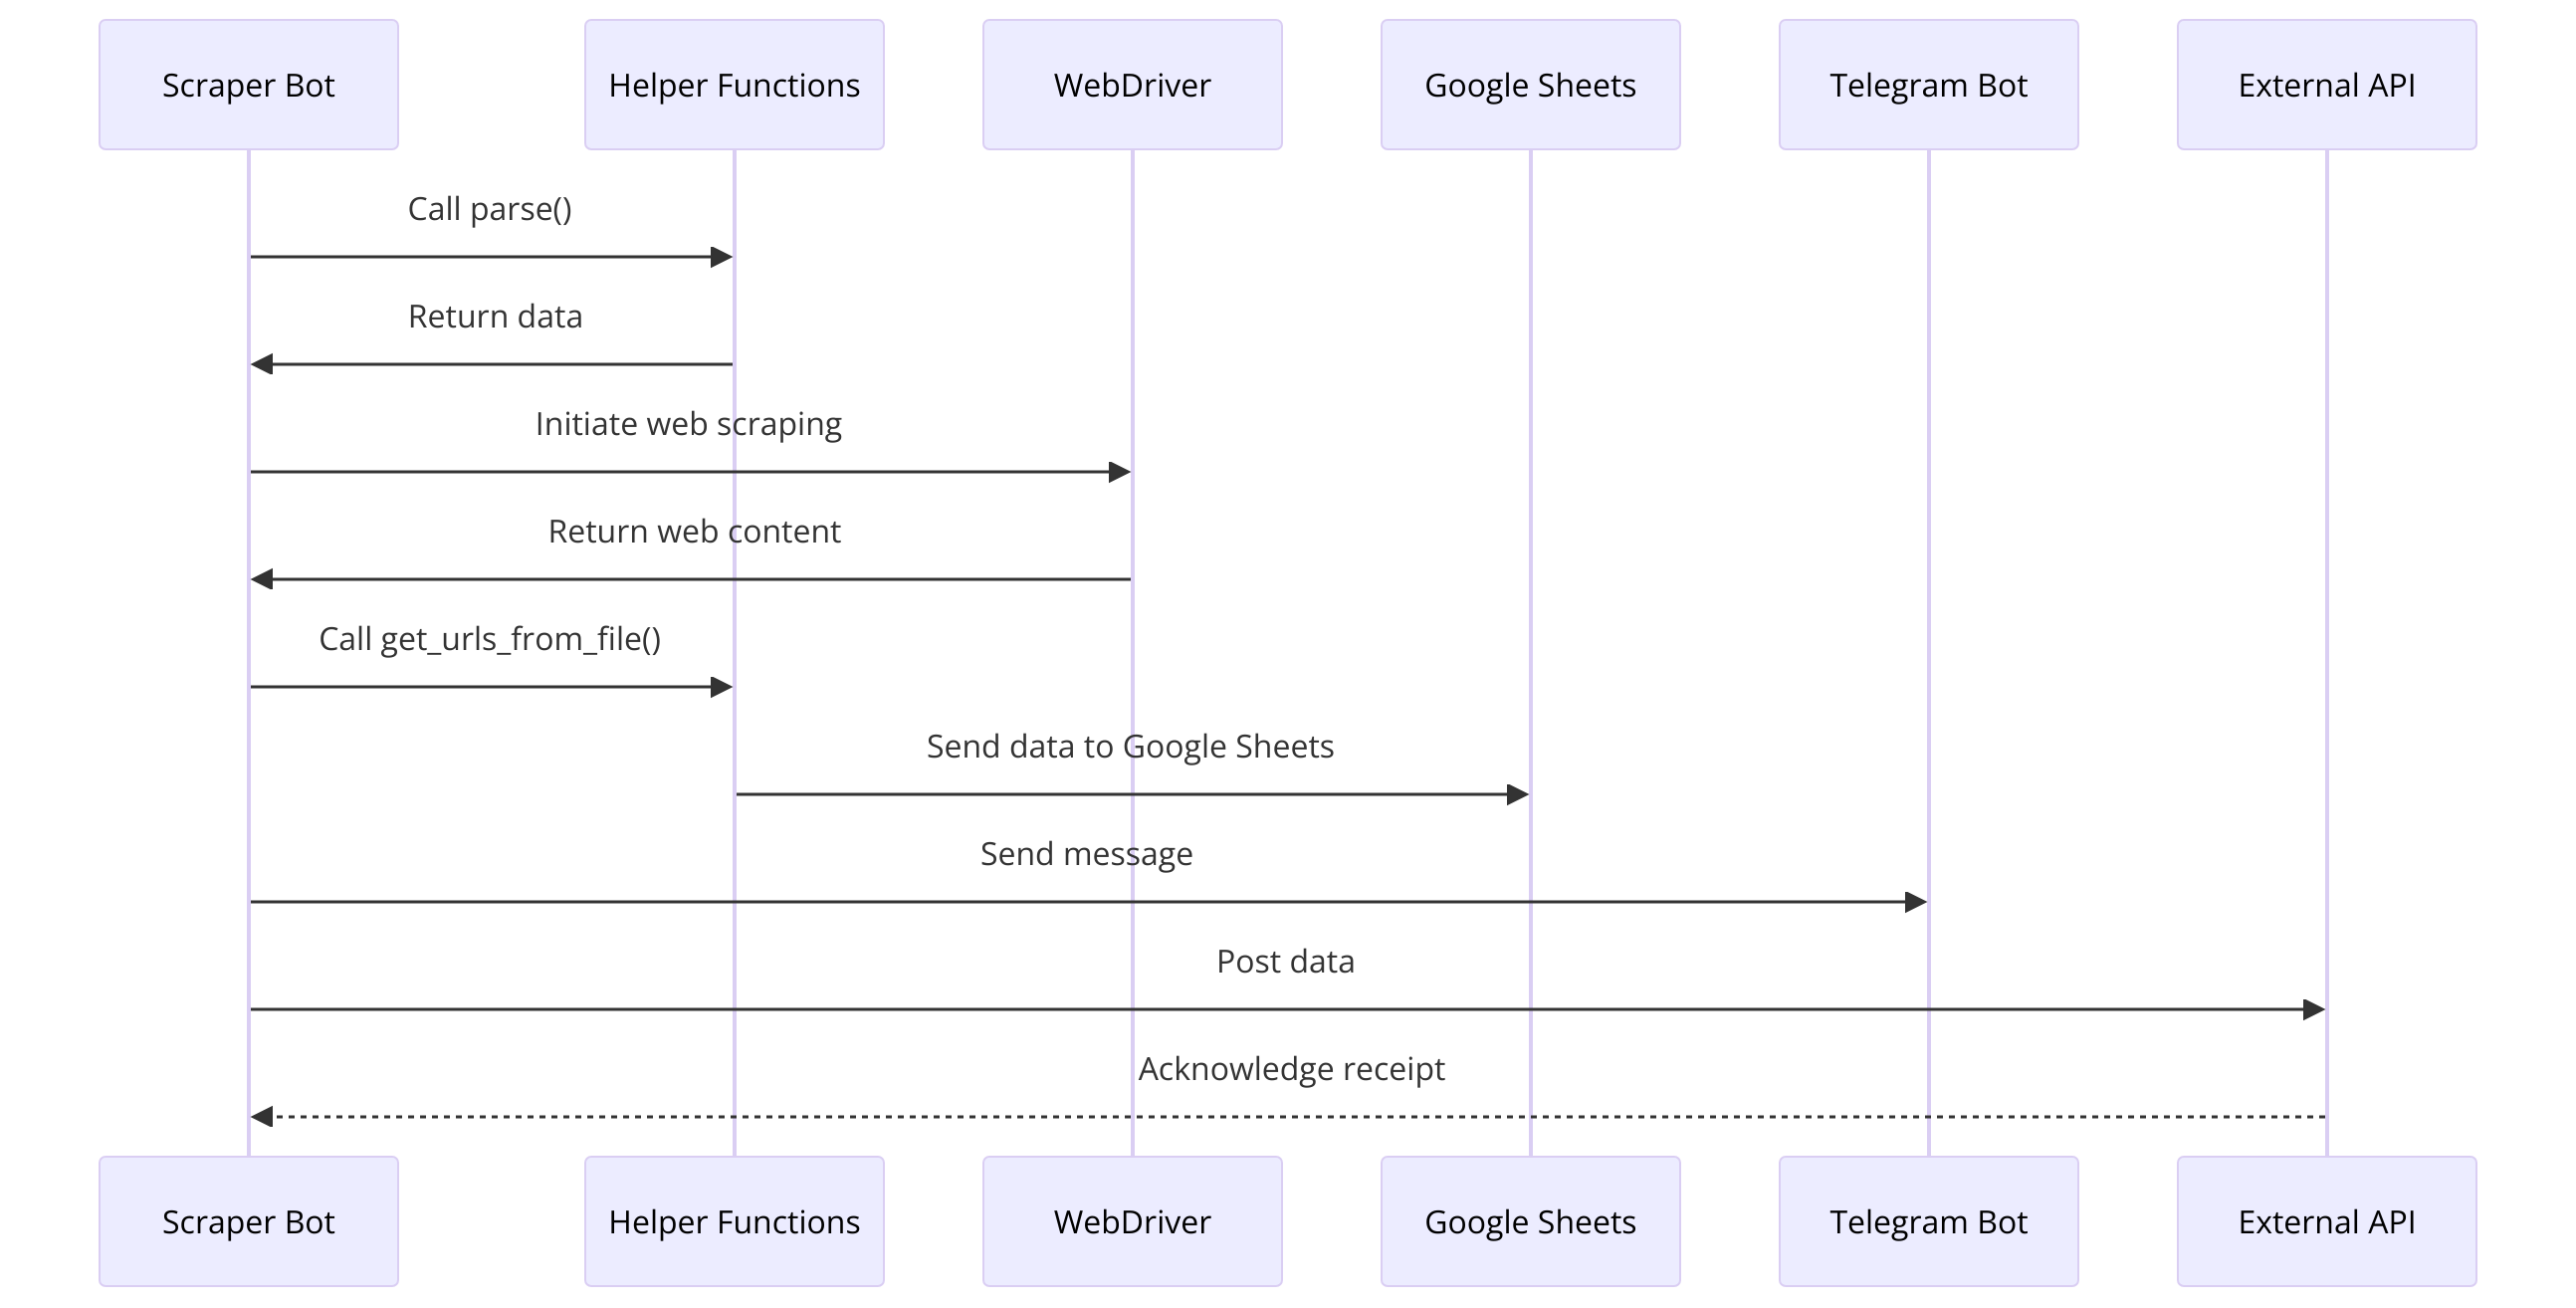 Scraper Bot
Helper Functions
WebDriver
Google Sheets
Telegram Bot
External API
Call parse()
Return data
Initiate web scraping
Return web content
Call get_urls_from_file()
Send data to Google Sheets
Send message
Post data
Acknowledge receipt
Scraper Bot
Helper Functions
WebDriver
Google Sheets
Telegram Bot
External API